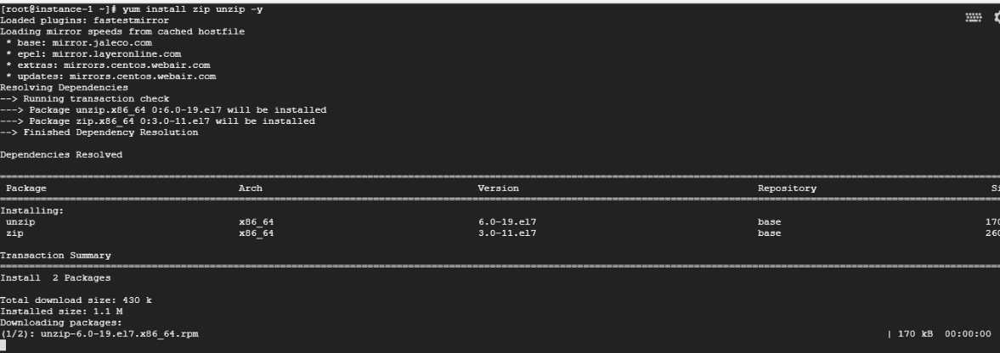 [root@instance-1 ~]# yum install zip unzip -y
Loaded plugins: fastestmirror
Loading mirror speeds from cached hostfile
 * base: mirror.jaleco.com
 * epel: mirror.layeronline.com
 * extras: mirrors.centos.webair.com
 * updates: mirrors.centos.webair.com
Resolving Dependencies
--> Running transaction check
---> Package unzip.x86_64 0:6.0-19.el7 will be installed
---> Package zip.x86_64 0:3.0-11.el7 will be installed
--> Finished Dependency Resolution
Dependencies Resolved
Package Arch Version Repository Si
Installing:
unzip x86_64 6.0-19.el7 base 170
zip x86_64 3.0-11.el7 base 260
Transaction Summary
Install 2 Packages
Total download size: 430 k
Installed size: 1.1 M
Downloading packages:
(1/2): unzip-6.0-19.el7.x86_64.rpm | 170 kB 00:00:00